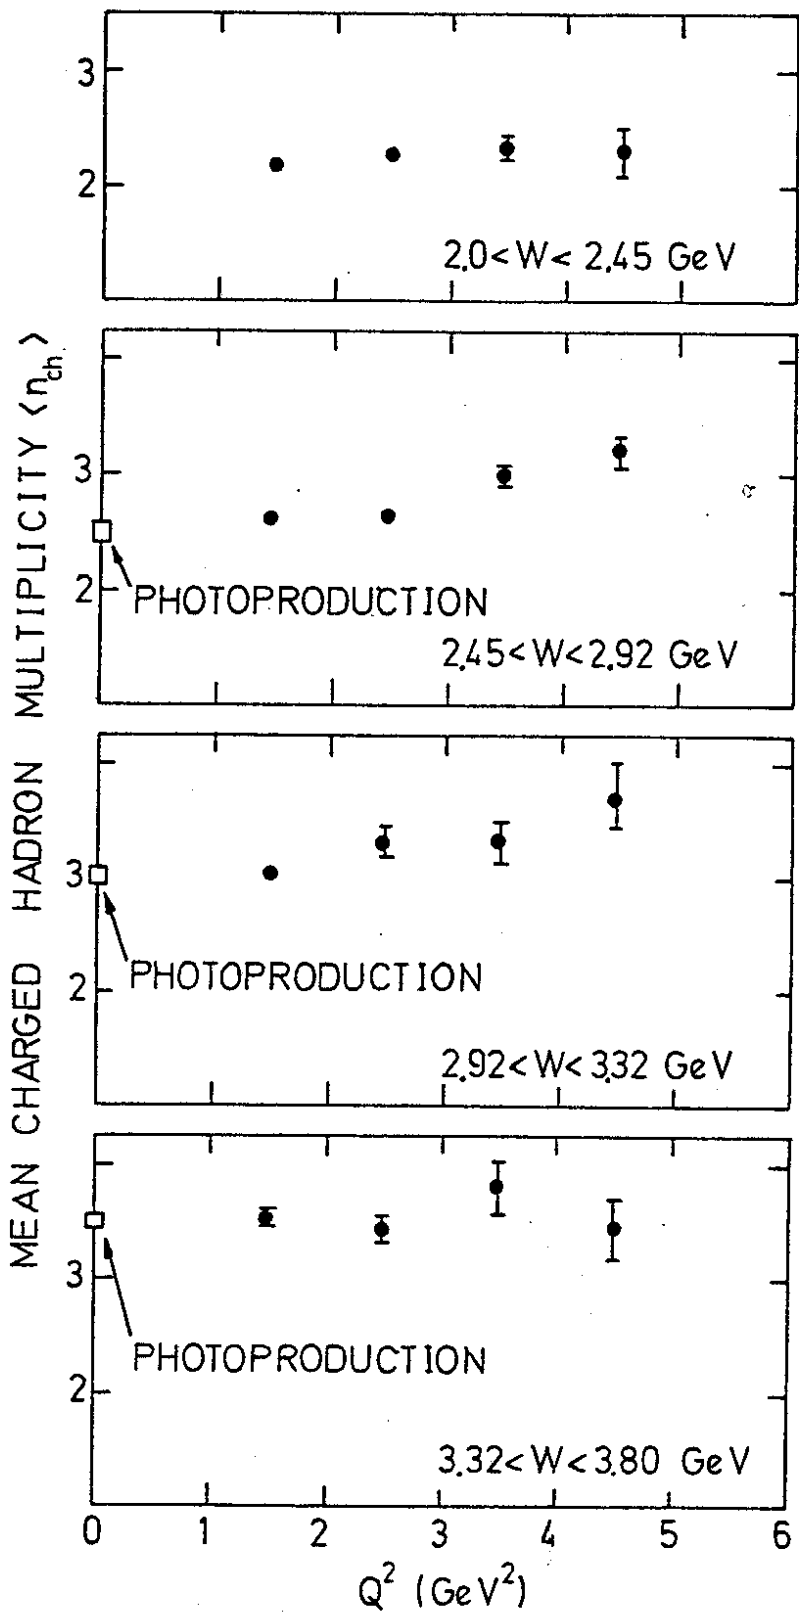 MEAN CHARGED HADRON MULTIPLICITY <n_ch>
3
2
2.0<W< 2.45 GeV
3
2
PHOTOPRODUCTION
2.45<W<2.92 GeV
3
2
PHOTOPRODUCTION
2.92<W<3.32 GeV
3
2
PHOTOPRODUCTION
3.32<W<3.80 GeV
0 1 2 3 4 5 6
Q² (GeV²)